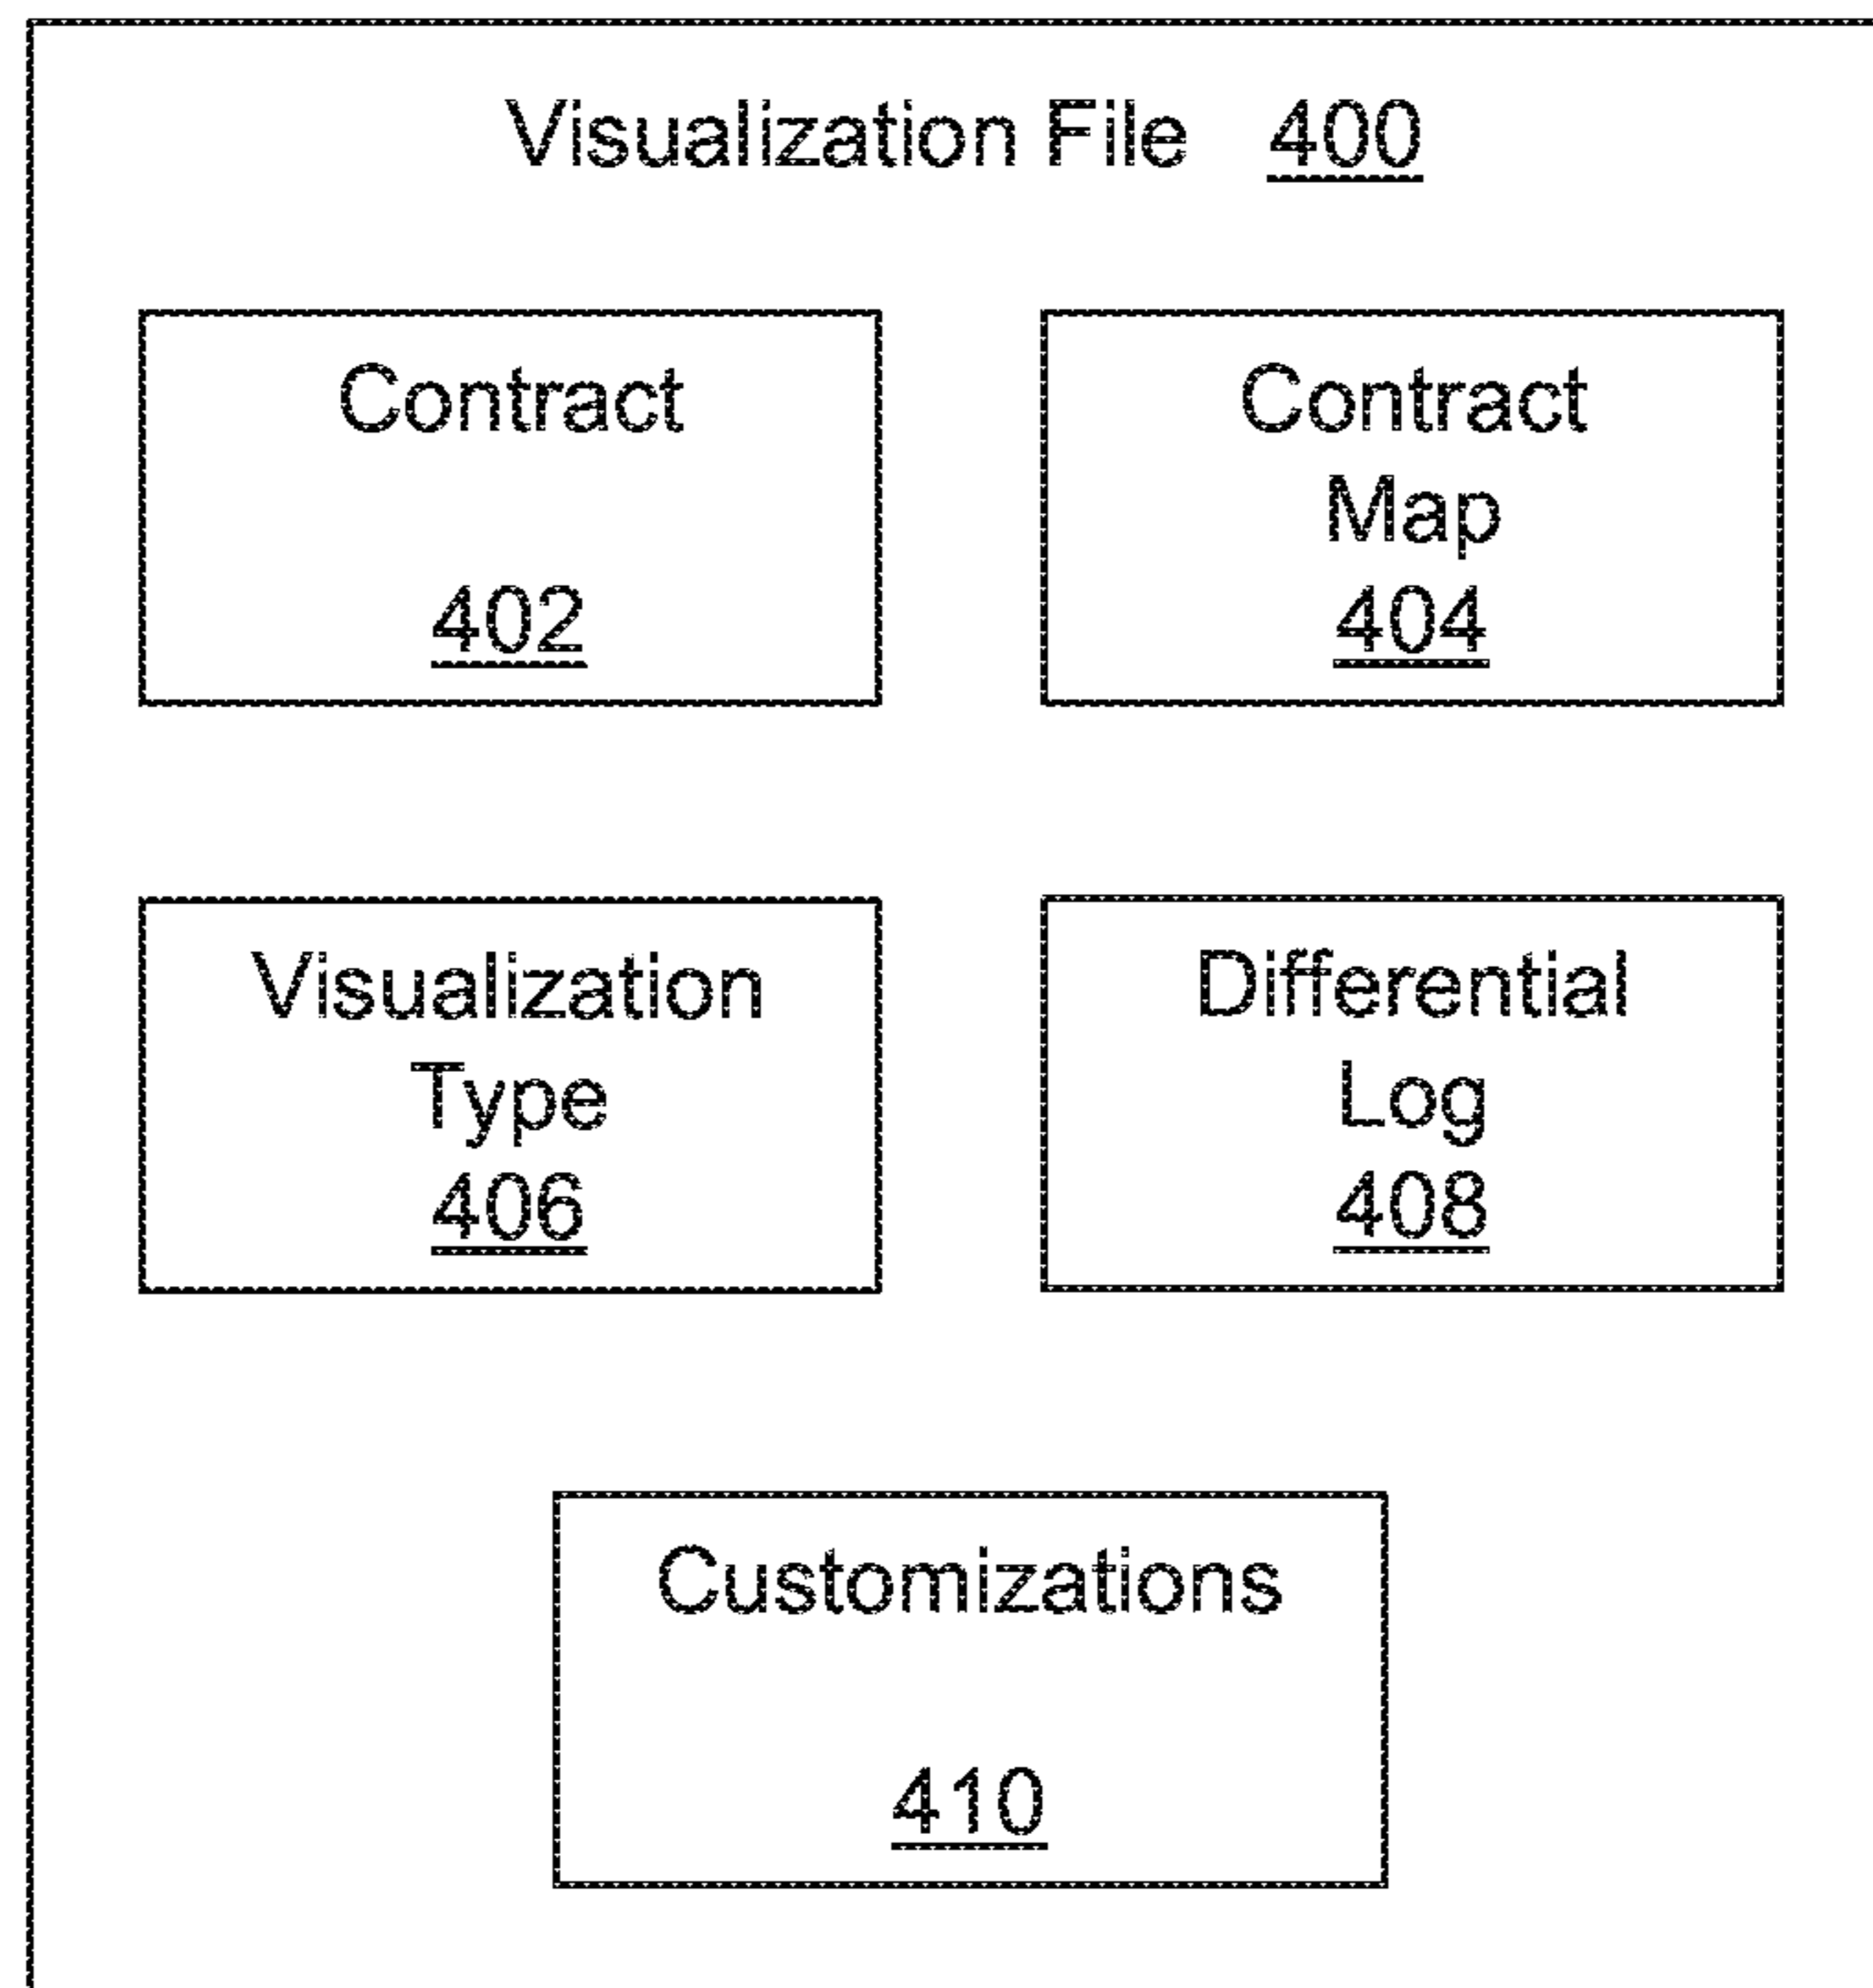 Visualization File 400
Contract
402
Contract
Map
404
Visualization
Type
406
Differential
Log
408
Customizations
410